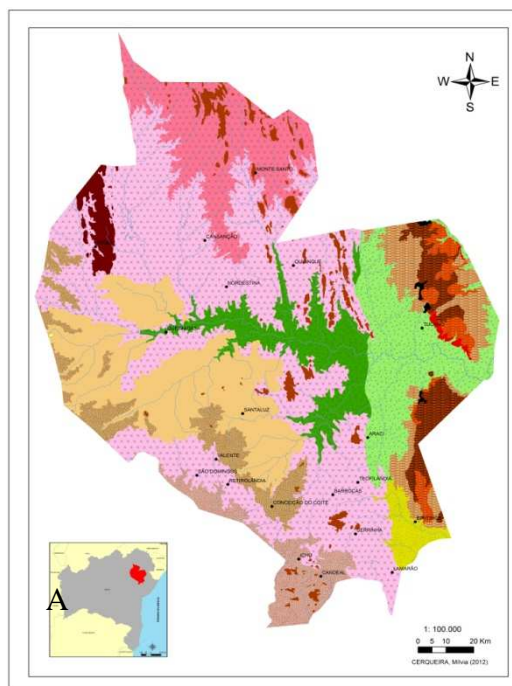 N
W E
S
MONTE SANTO
CANSANÇÃO
QUIJINGUE
NORDESTINA
SANTALUZ
ARACI
VALENTE
SÃO DOMINGOS
RETIROLÂNDIA
TEOFILÂNDIA
BARROCAS
CONCEIÇÃO DO COITÉ
SERRINHA
ICHU
CANDEAL
LAMARÃO
A
1: 100.000
0 5 10 20 Km
CERQUEIRA, Milvia (2012)